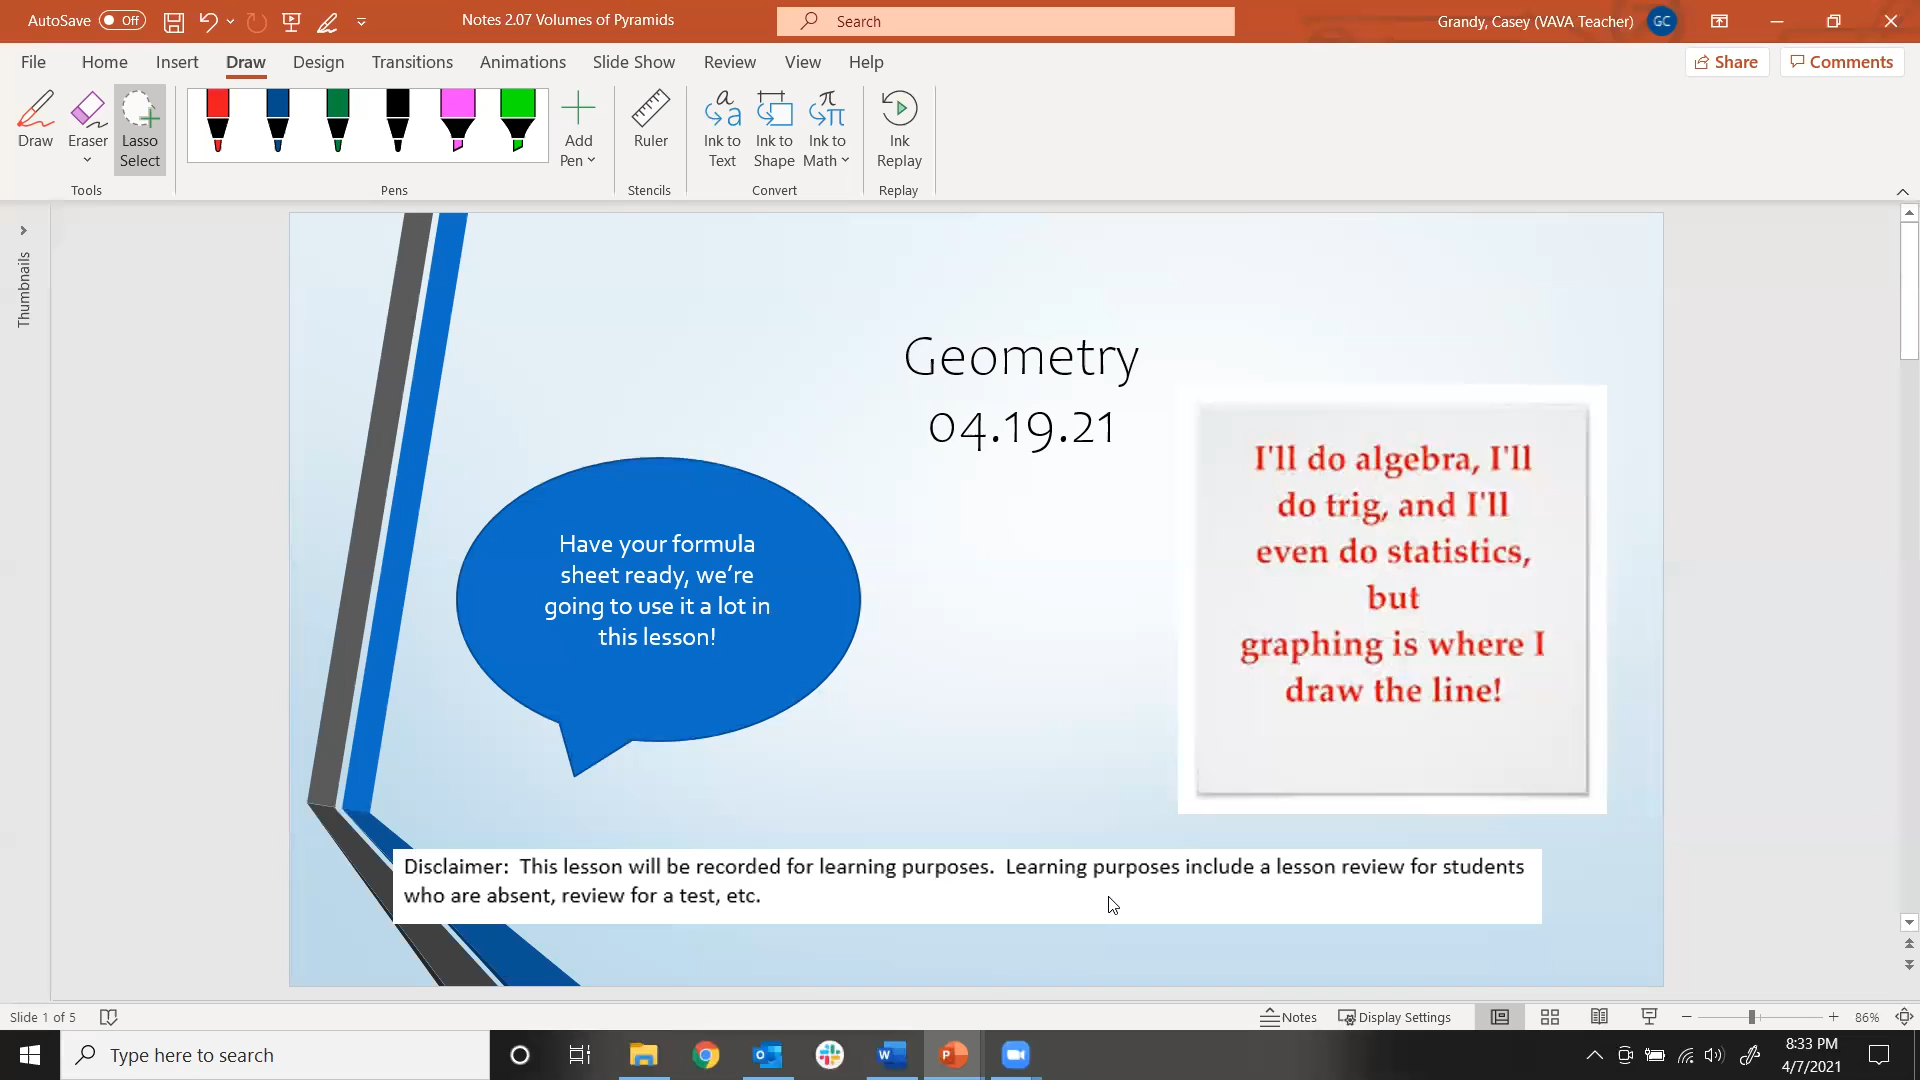 AutoSave Off
Notes 2.07 Volumes of Pyramids
Search
Grandy, Casey (VAVA Teacher) GC
File Home Insert Draw Design Transitions Animations Slide Show Review View Help
Share Comments
Draw Eraser Lasso Select
Add Pen
Ruler
Ink to Text
Ink to Shape
Ink to Math
Ink Replay
Tools Pens Stencils Convert Replay
Thumbnails
Geometry
04.19.21
Have your formula
sheet ready, we're
going to use it a lot in
this lesson!
I'll do algebra, I'll
do trig, and I'll
even do statistics,
but
graphing is where I
draw the line!
Disclaimer: This lesson will be recorded for learning purposes. Learning purposes include a lesson review for students
who are absent, review for a test, etc.
Slide 1 of 5
Notes Display Settings 86%
Type here to search
8:33 PM
4/7/2021